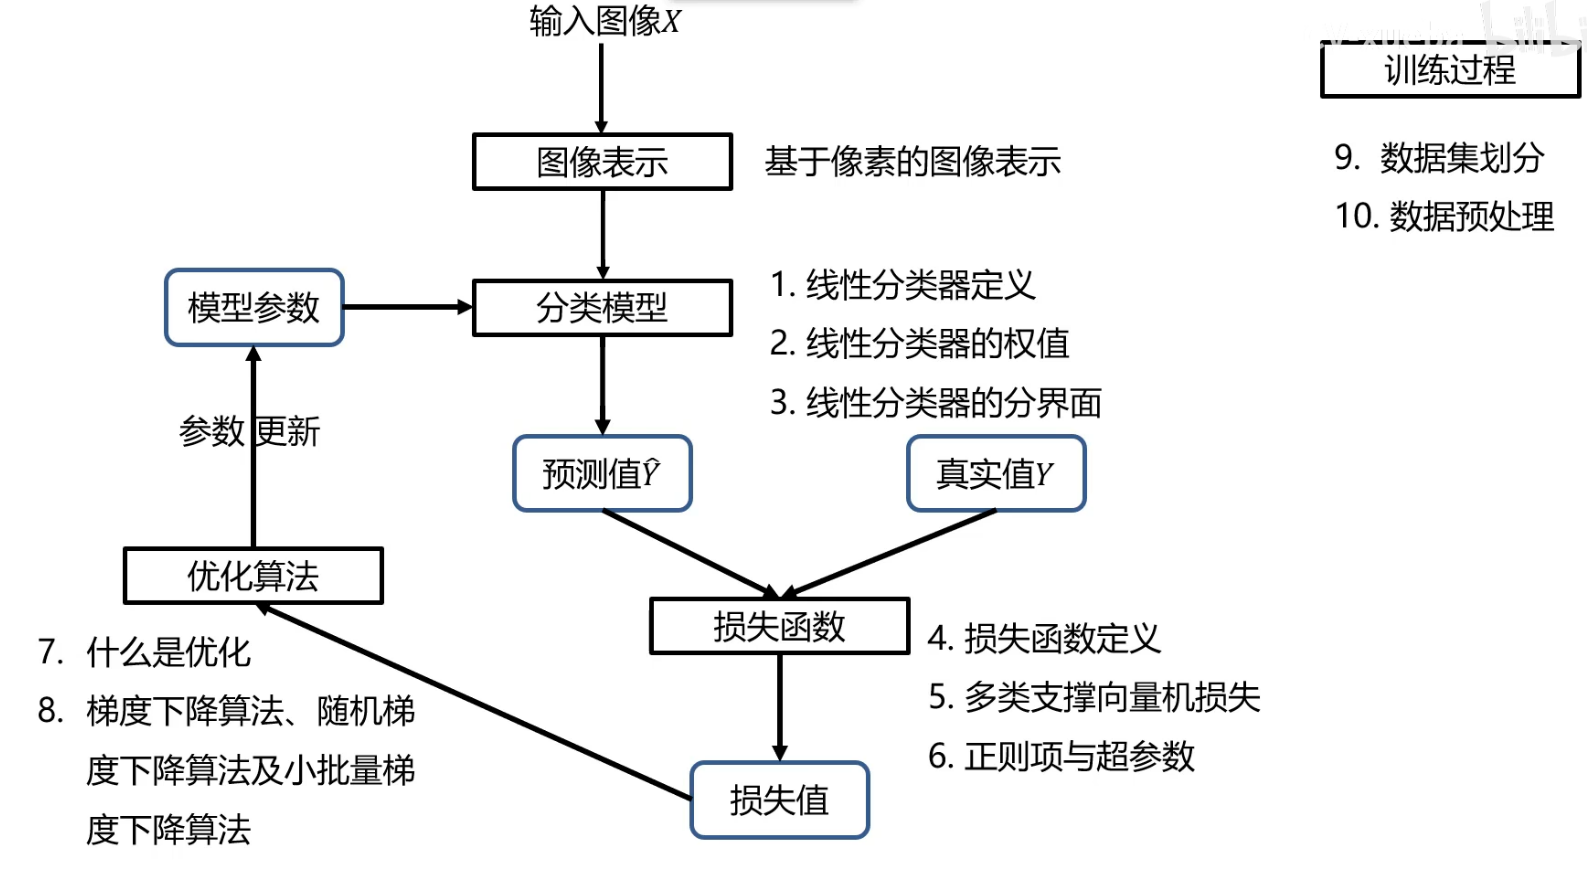 输入图像X
训练过程
图像表示
基于像素的图像表示
9. 数据集划分
10. 数据预处理
模型参数
分类模型
1. 线性分类器定义
2. 线性分类器的权值
3. 线性分类器的分界面
参数更新
预测值Ŷ
真实值Y
优化算法
损失函数
4. 损失函数定义
5. 多类支撑向量机损失
6. 正则项与超参数
7. 什么是优化
8. 梯度下降算法、随机梯
度下降算法及小批量梯
度下降算法
损失值